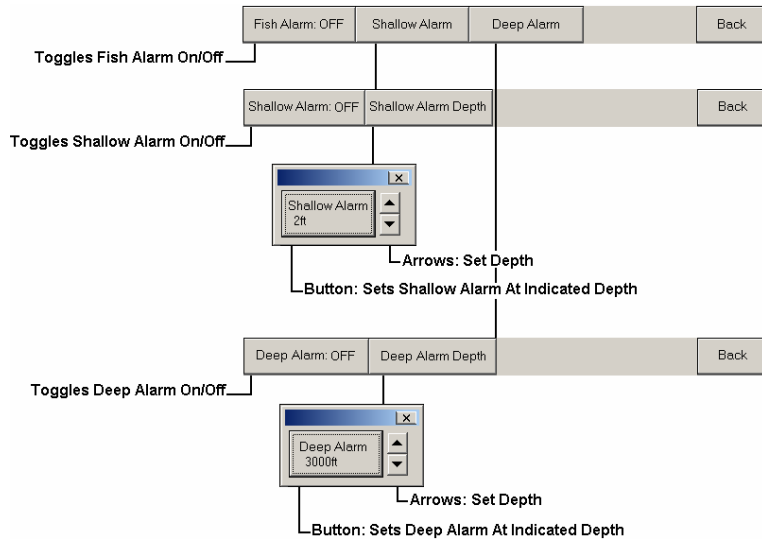 Fish Alarm: OFF Shallow Alarm Deep Alarm Back
Toggles Fish Alarm On/Off
Shallow Alarm: OFF Shallow Alarm Depth Back
Toggles Shallow Alarm On/Off
Shallow Alarm
2ft
Arrows: Set Depth
Button: Sets Shallow Alarm At Indicated Depth
Deep Alarm: OFF Deep Alarm Depth Back
Toggles Deep Alarm On/Off
Deep Alarm
3000ft
Arrows: Set Depth
Button: Sets Deep Alarm At Indicated Depth